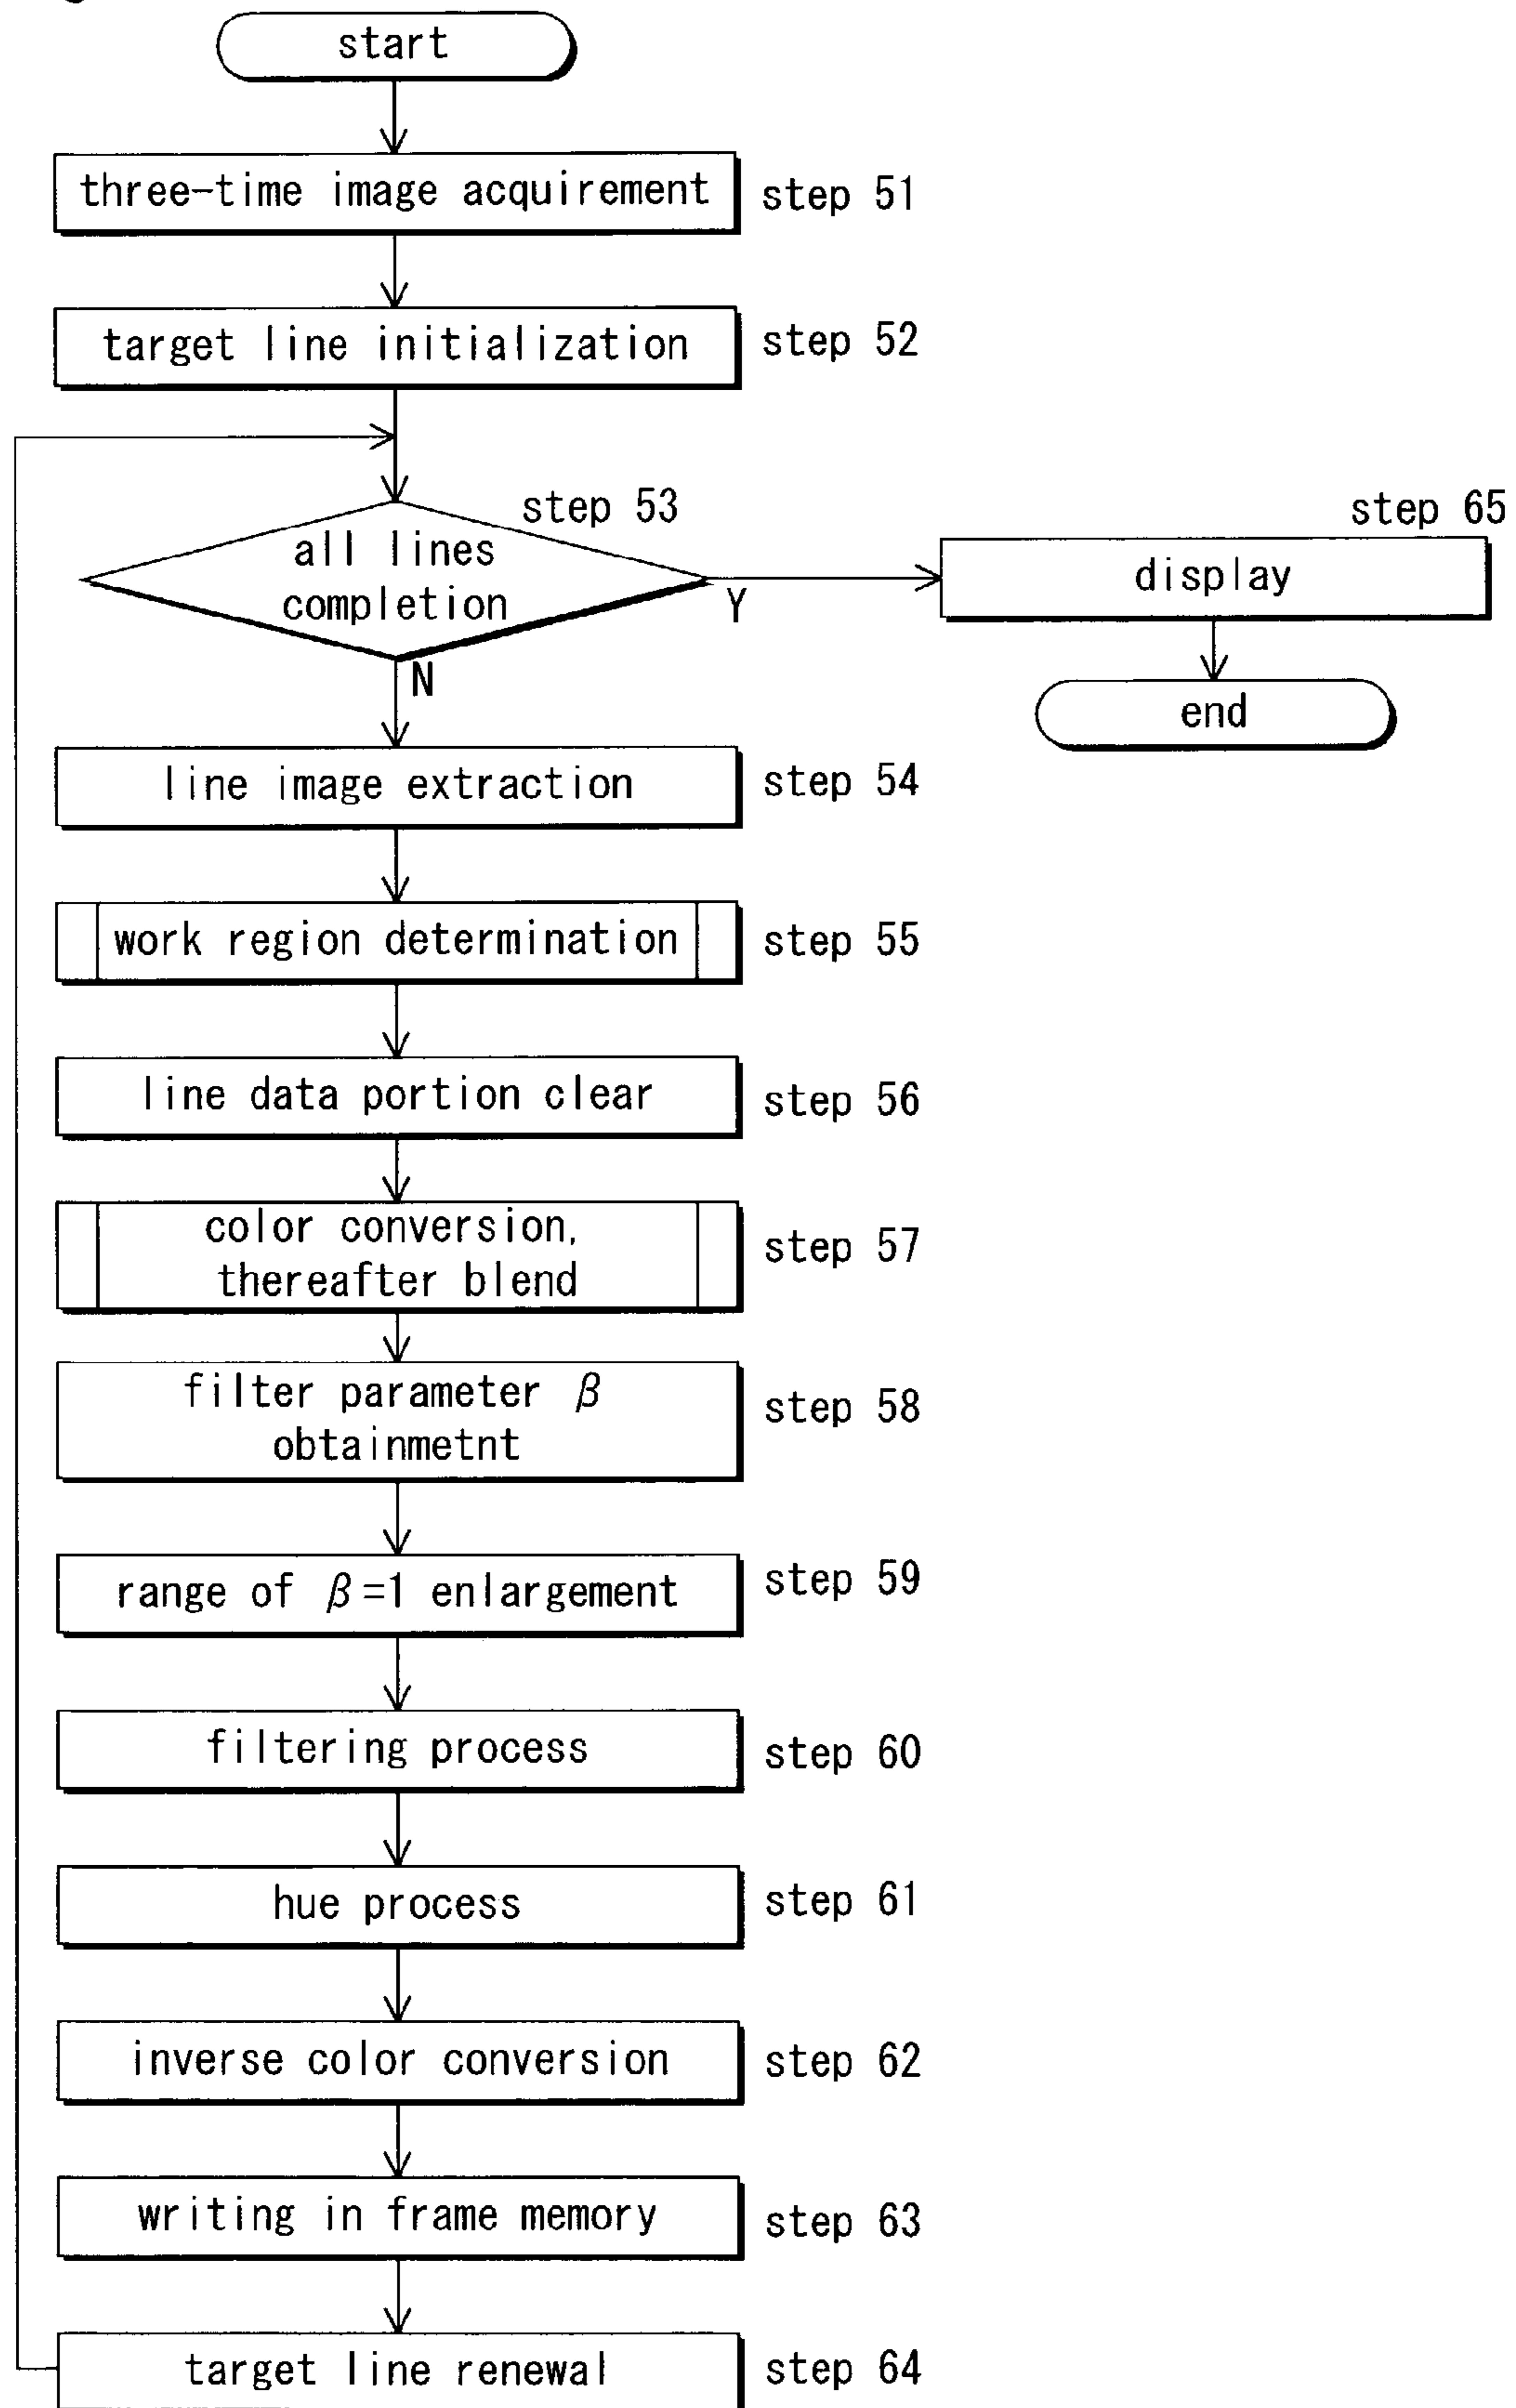 start
three-time image acquirement
step 51
target line initialization
step 52
step 53
all lines
completion
Y
N
step 65
display
end
line image extraction
step 54
work region determination
step 55
line data portion clear
step 56
color conversion,
thereafter blend
step 57
filter parameter β
obtainmetnt
step 58
range of β=1 enlargement
step 59
filtering process
step 60
hue process
step 61
inverse color conversion
step 62
writing in frame memory
step 63
target line renewal
step 64